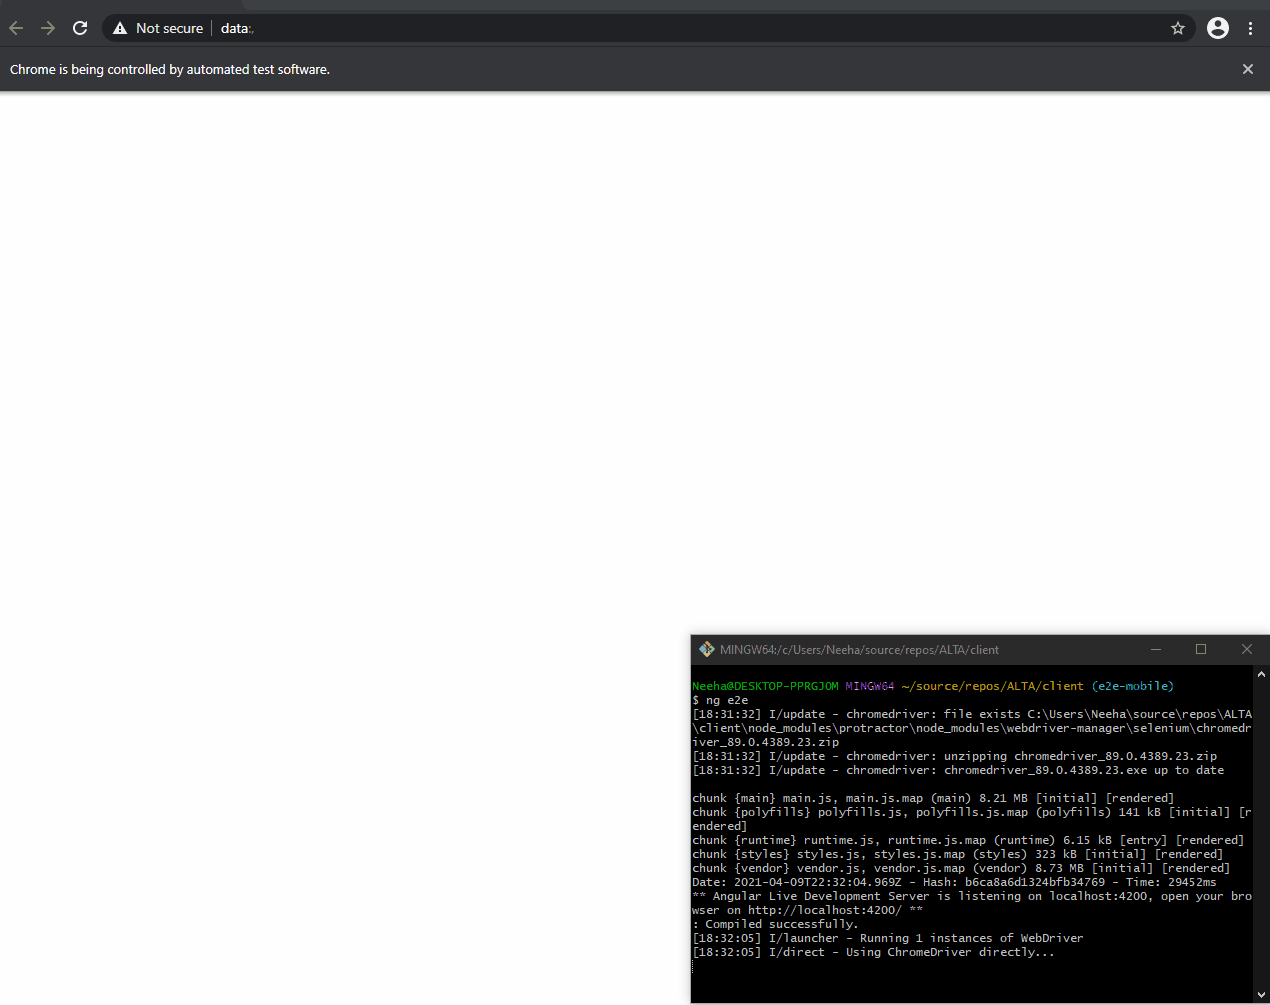 Not secure | data:,
Chrome is being controlled by automated test software.
MINGW64:/c/Users/Neeha/source/repos/ALTA/client
Neeha@DESKTOP-PPRGJOM MINGW64 ~/source/repos/ALTA/client (e2e-mobile)
$ ng e2e
[18:31:32] I/update - chromedriver: file exists C:\Users\Neeha\source\repos\ALTA
\client\node_modules\protractor\node_modules\webdriver-manager\selenium\chromedr
iver_89.0.4389.23.zip
[18:31:32] I/update - chromedriver: unzipping chromedriver_89.0.4389.23.zip
[18:31:32] I/update - chromedriver: chromedriver_89.0.4389.23.exe up to date
chunk {main} main.js, main.js.map (main) 8.21 MB [initial] [rendered]
chunk {polyfills} polyfills.js, polyfills.js.map (polyfills) 141 kB [initial] [r
endered]
chunk {runtime} runtime.js, runtime.js.map (runtime) 6.15 kB [entry] [rendered]
chunk {styles} styles.js, styles.js.map (styles) 323 kB [initial] [rendered]
chunk {vendor} vendor.js, vendor.js.map (vendor) 8.73 MB [initial] [rendered]
Date: 2021-04-09T22:32:04.969Z - Hash: b6ca8a6d1324bfb34769 - Time: 29452ms
** Angular Live Development Server is listening on localhost:4200, open your bro
wser on http://localhost:4200/ **
: Compiled successfully.
[18:32:05] I/launcher - Running 1 instances of WebDriver
[18:32:05] I/direct - Using ChromeDriver directly...